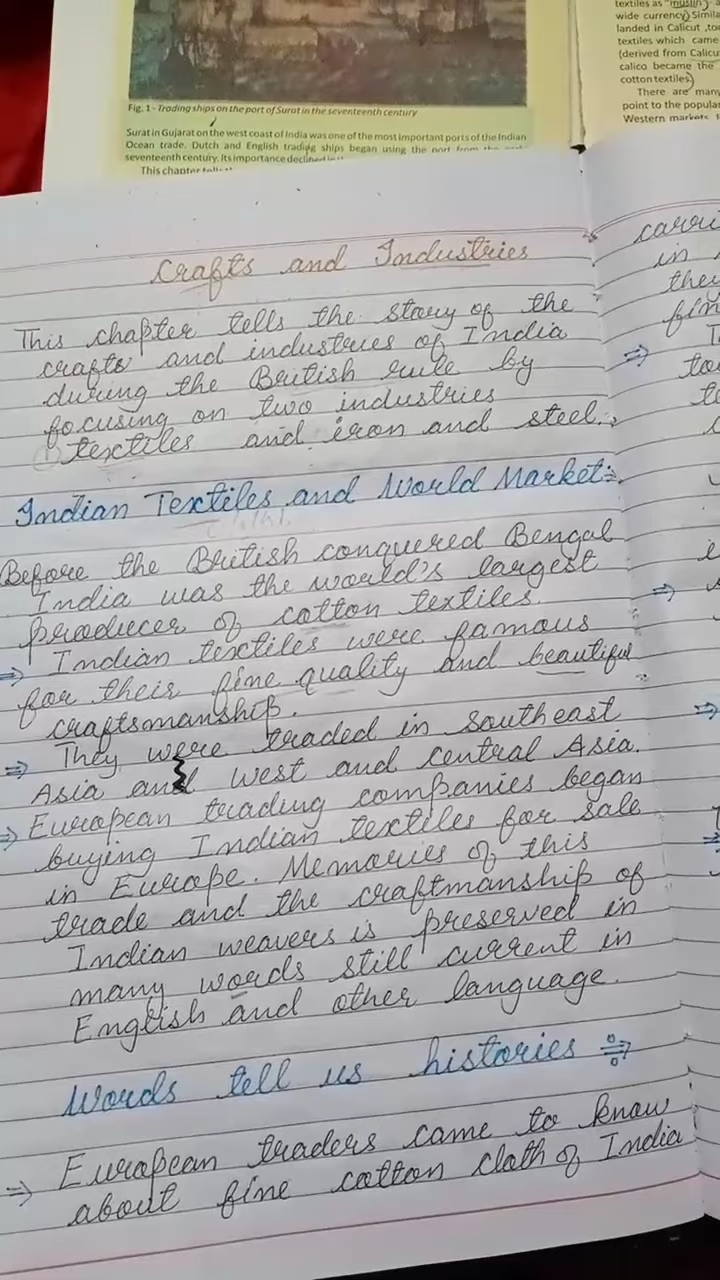 textiles as "muslin"
wide currency) Simila
landed in Calicut, too
textiles which came
(derived from Calicu
calico became the
cotton textiles)
There are many
point to the popular
Western markets
Fig. 1 - Trading ships on the port of Surat in the seventeenth century
Surat in Gujarat on the west coast of India was one of the most important ports of the Indian
Ocean trade. Dutch and English trading ships began using the port from the
seventeenth century. Its importance declined in
This chapter tells
Crafts and Industries
This chapter tells the story of the
crafts and industries of India
during the British rule by
focusing on two industries
textiles and iron and steel.
Indian Textiles and World Market:
Before the British conquered Bengal
India was the world's largest
producer of cotton textiles.
⇒ Indian textiles were famous
for their fine quality and beautiful
craftsmanship.
⇒ They were traded in southeast
Asia and west and central Asia.
⇒ European trading companies began
buying Indian textiles for sale
in Europe. Memories of this
trade and the craftmanship of
Indian weavers is preserved in
many words still current in
English and other language.
Words tell us histories
⇒ European traders came to know
about fine cotton cloth of India
carri
in
they
fin
⇒
to
te
⇒
⇒
⇒